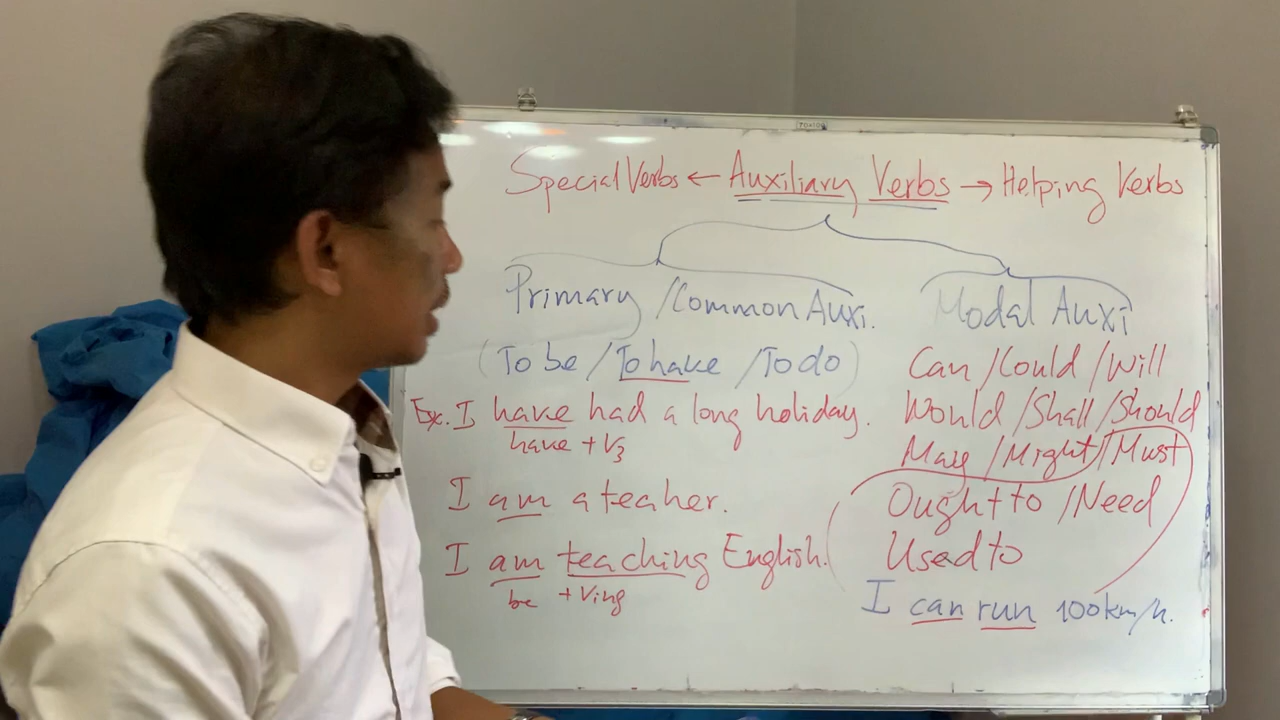 Special Verbs ← Auxiliary Verbs → Helping Verbs
Primary /Common Auxi.
(To be /To have /To do)
Ex. I have had a long holiday.
have + V3
I am a teaher.
I am teaching English.
be + Ving
Modal Auxi
Can /Could /Will
Would /Shall /Should
May /Might /Must
Ought to /Need
Used to
I can run 100km/h.